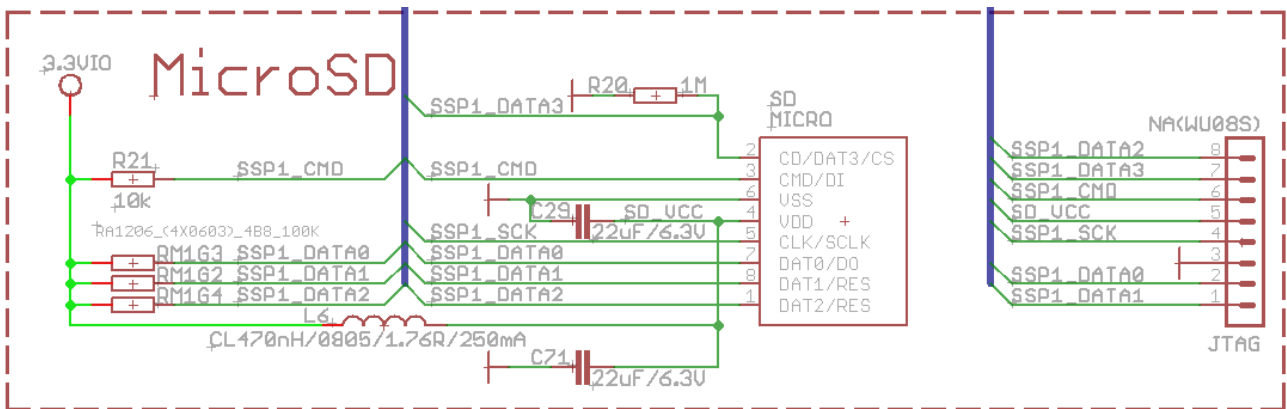 3.3VIO
MicroSD
R20
1M
SSP1_DATA3
SD
MICRO
NA(WU08S)
R21
10k
SSP1_CMD
SSP1_CMD
2 CD/DAT3/CS
3 CMD/DI
6 VSS
4 VDD
5 CLK/SCLK
7 DAT0/DO
8 DAT1/RES
1 DAT2/RES
C29
22uF/6.3V
SD_VCC
RA1206_(4X0603)_4B8_100K
SSP1_SCK
RM1G3 SSP1_DATA0 SSP1_DATA0
RM1G2 SSP1_DATA1 SSP1_DATA1
RM1G4 SSP1_DATA2 SSP1_DATA2
L6
CL470nH/0805/1.76R/250mA
C71
22uF/6.3V
SSP1_DATA2 8
SSP1_DATA3 7
SSP1_CMD 6
SD_VCC 5
SSP1_SCK 4
3
SSP1_DATA0 2
SSP1_DATA1 1
JTAG